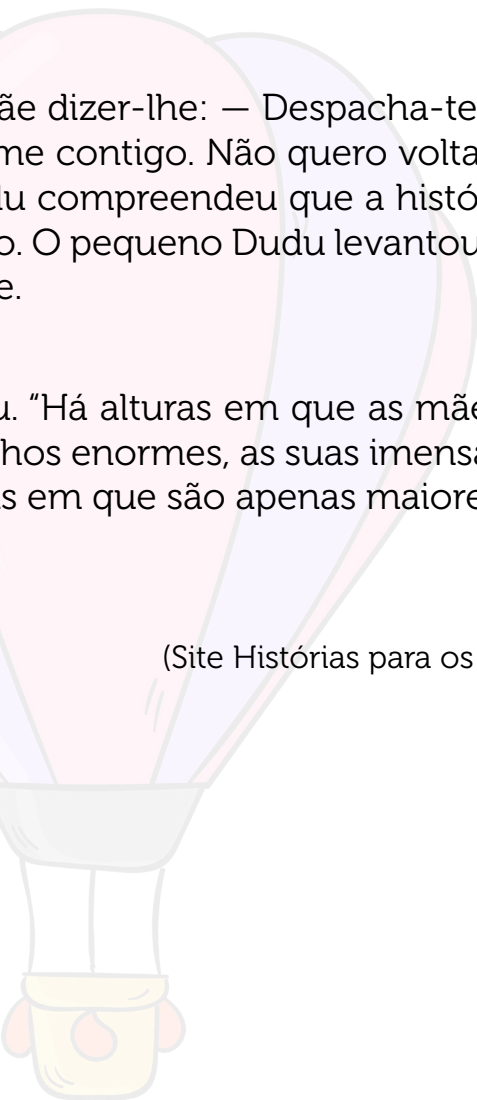 ãe dizer-lhe: — Despacha-te
me contigo. Não quero volta
du compreendeu que a histó
o. O pequeno Dudu levantou
e.
u. “Há alturas em que as mãe
hos enormes, as suas imensa
s em que são apenas maiore
(Site Histórias para os